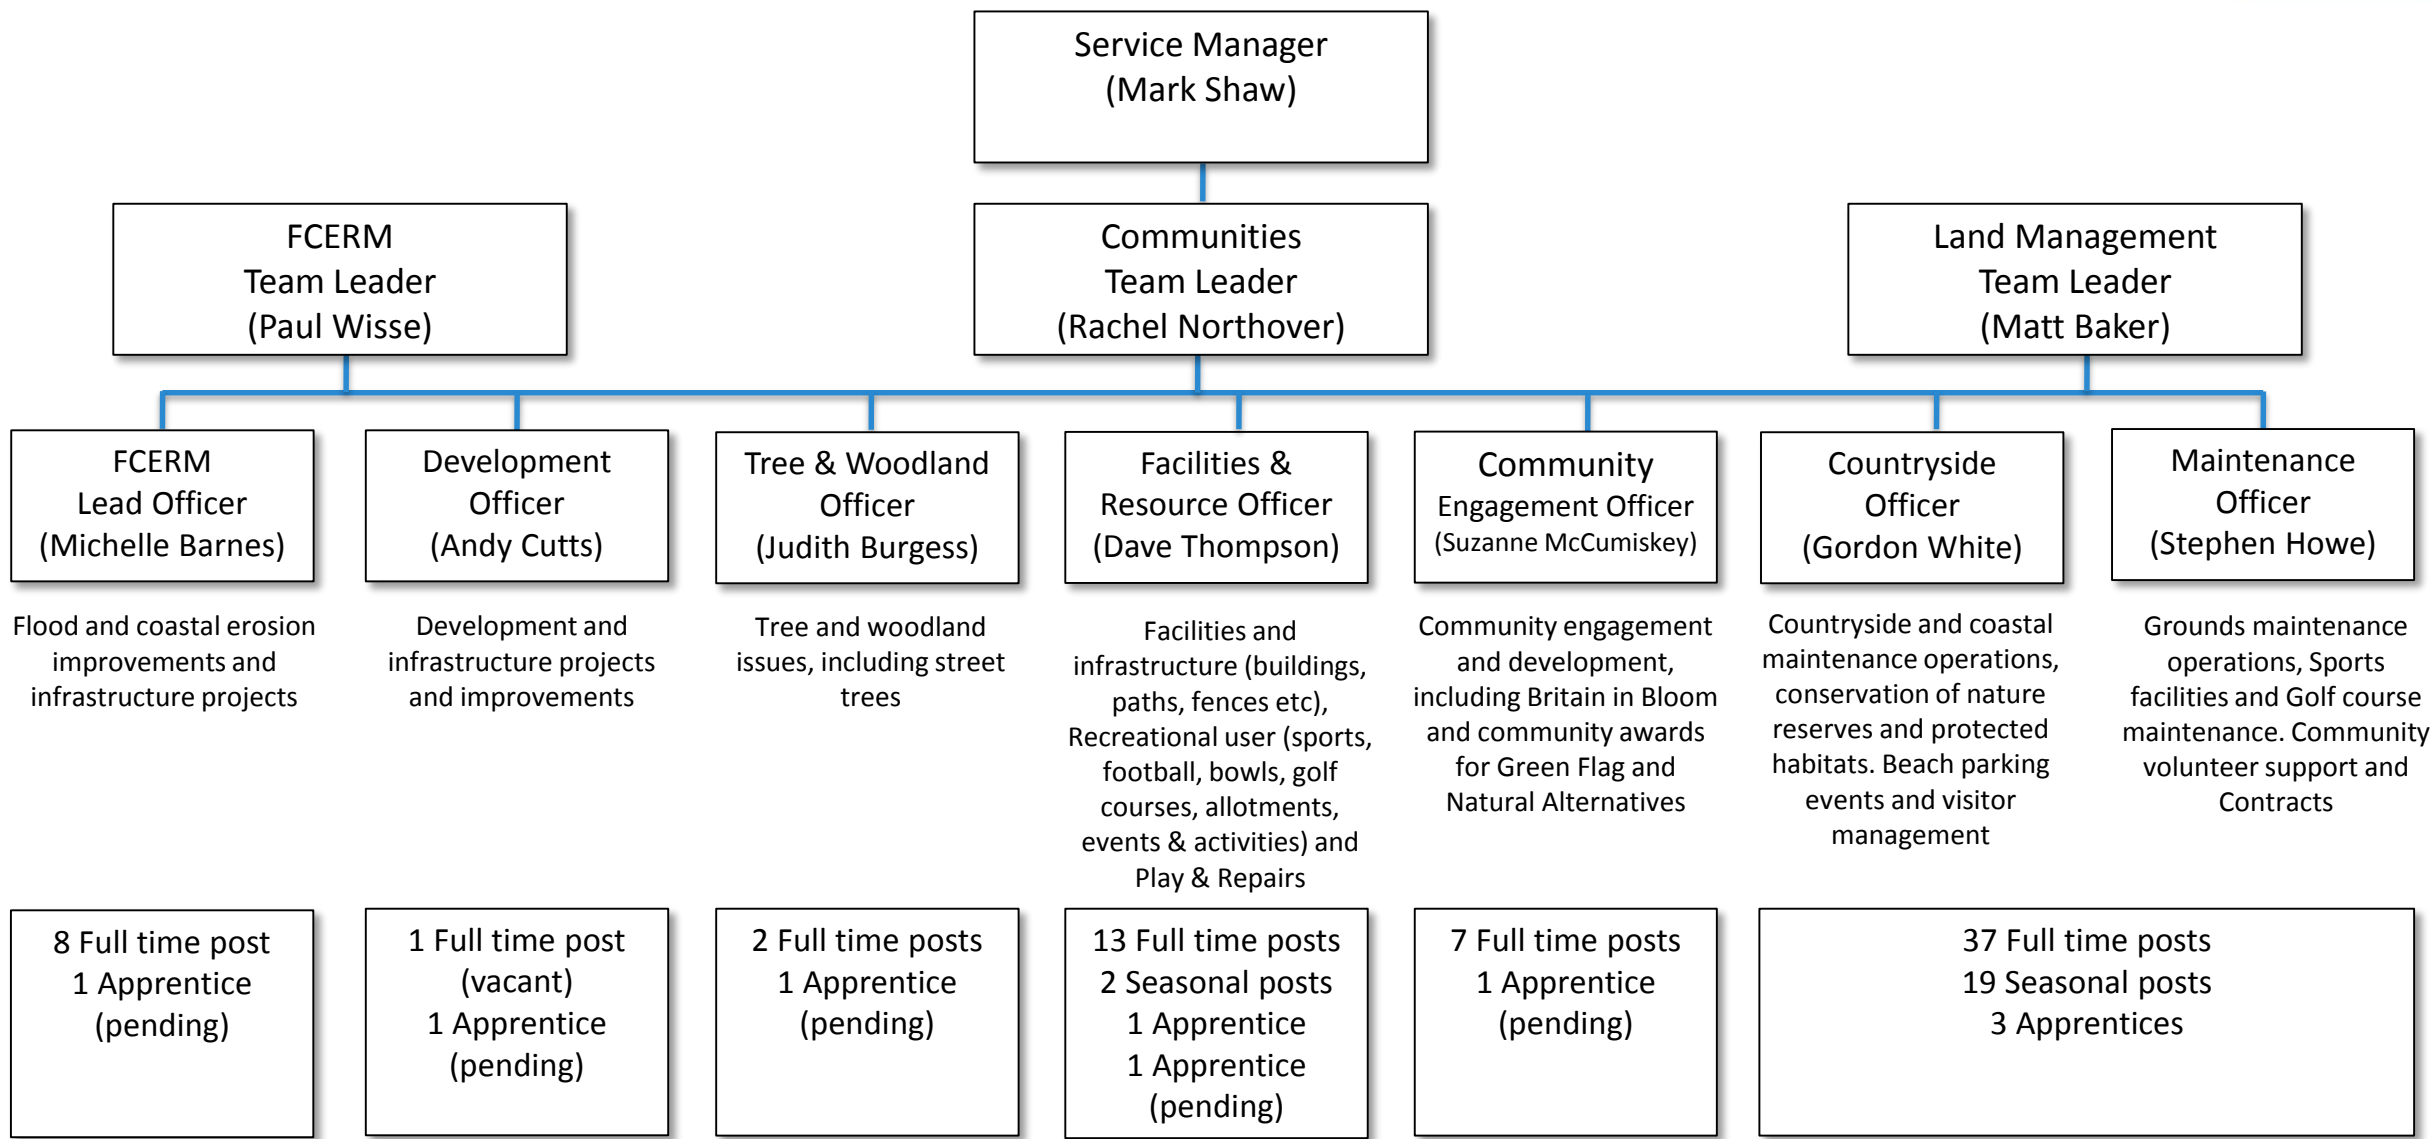 Service Manager
(Mark Shaw)
FCERM
Team Leader
(Paul Wisse)
Communities
Team Leader
(Rachel Northover)
Land Management
Team Leader
(Matt Baker)
FCERM
Lead Officer
(Michelle Barnes)
Development
Officer
(Andy Cutts)
Tree & Woodland
Officer
(Judith Burgess)
Facilities &
Resource Officer
(Dave Thompson)
Community
Engagement Officer
(Suzanne McCumiskey)
Countryside
Officer
(Gordon White)
Maintenance
Officer
(Stephen Howe)
Flood and coastal erosion
improvements and
infrastructure projects
Development and
infrastructure projects
and improvements
Tree and woodland
issues, including street
trees
Facilities and
infrastructure (buildings,
paths, fences etc),
Recreational user (sports,
football, bowls, golf
courses, allotments,
events & activities) and
Play & Repairs
Community engagement
and development,
including Britain in Bloom
and community awards
for Green Flag and
Natural Alternatives
Countryside and coastal
maintenance operations,
conservation of nature
reserves and protected
habitats. Beach parking
events and visitor
management
Grounds maintenance
operations, Sports
facilities and Golf course
maintenance. Community
volunteer support and
Contracts
8 Full time post
1 Apprentice
(pending)
1 Full time post
(vacant)
1 Apprentice
(pending)
2 Full time posts
1 Apprentice
(pending)
13 Full time posts
2 Seasonal posts
1 Apprentice
1 Apprentice
(pending)
7 Full time posts
1 Apprentice
(pending)
37 Full time posts
19 Seasonal posts
3 Apprentices